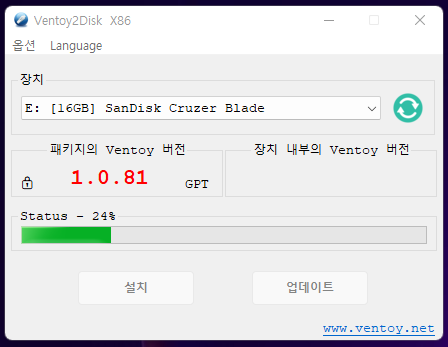 Ventoy2Disk X86
옵션 Language
장치
E: [16GB] SanDisk Cruzer Blade
패키지의 Ventoy 버전
장치 내부의 Ventoy 버전
1.0.81
GPT
Status - 24%
설치
업데이트
www.ventoy.net